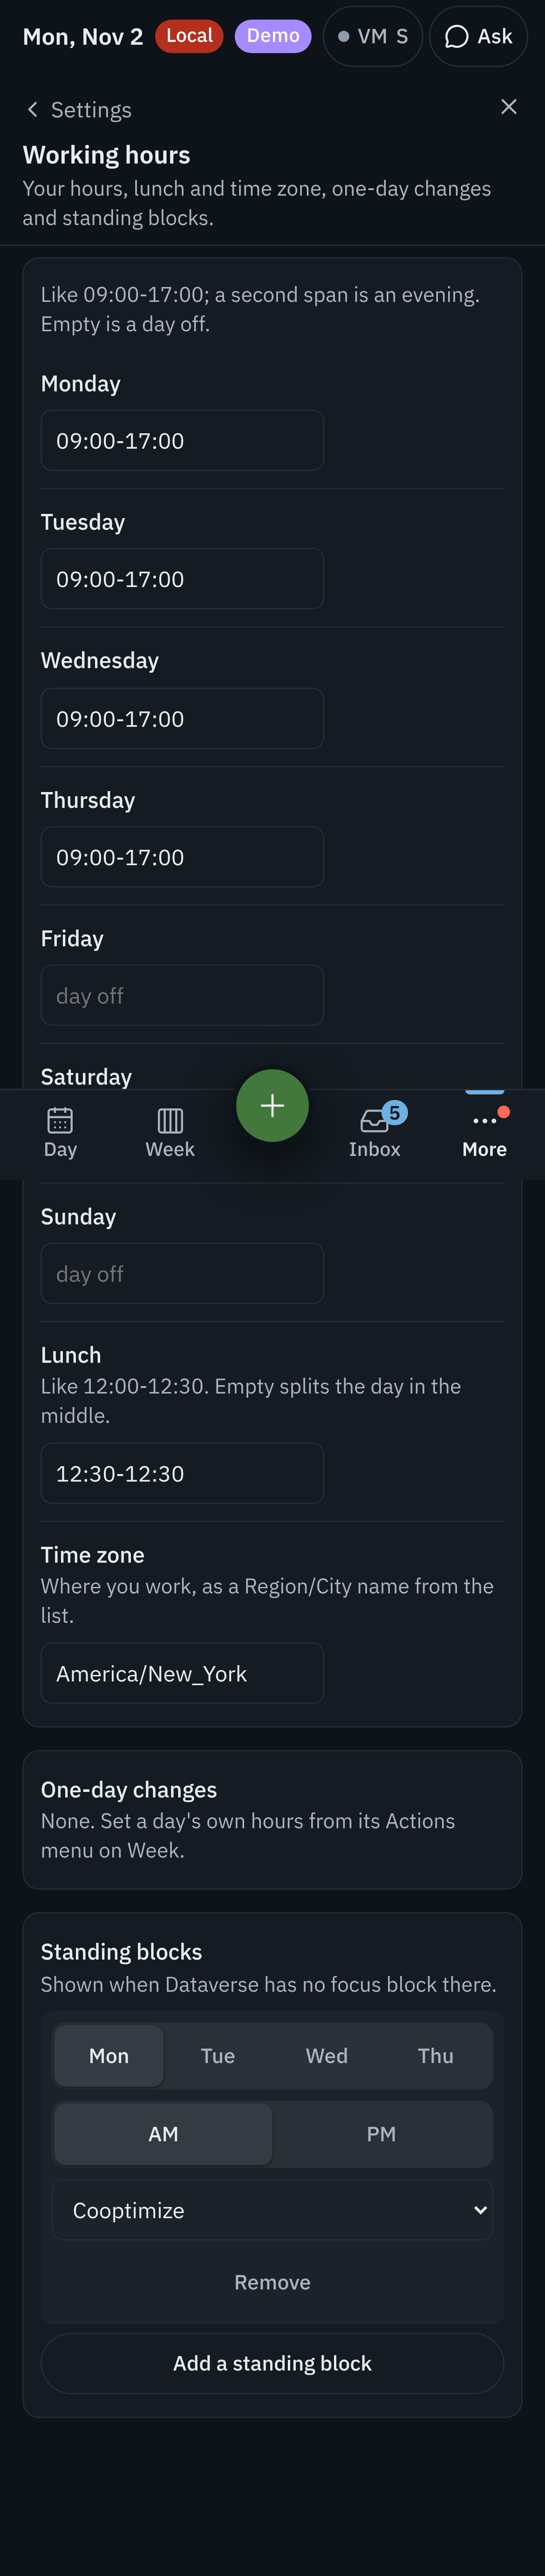 Mon, Nov 2 Local Demo VM S Ask
Settings
Working hours
Your hours, lunch and time zone, one-day changes
and standing blocks.
Like 09:00-17:00; a second span is an evening.
Empty is a day off.
Monday
09:00-17:00
Tuesday
09:00-17:00
Wednesday
09:00-17:00
Thursday
09:00-17:00
Friday
day off
Saturday
Day Week Inbox 5 More
Sunday
day off
Lunch
Like 12:00-12:30. Empty splits the day in the
middle.
12:30-12:30
Time zone
Where you work, as a Region/City name from the
list.
America/New_York
One-day changes
None. Set a day's own hours from its Actions
menu on Week.
Standing blocks
Shown when Dataverse has no focus block there.
Mon Tue Wed Thu
AM PM
Cooptimize
Remove
Add a standing block